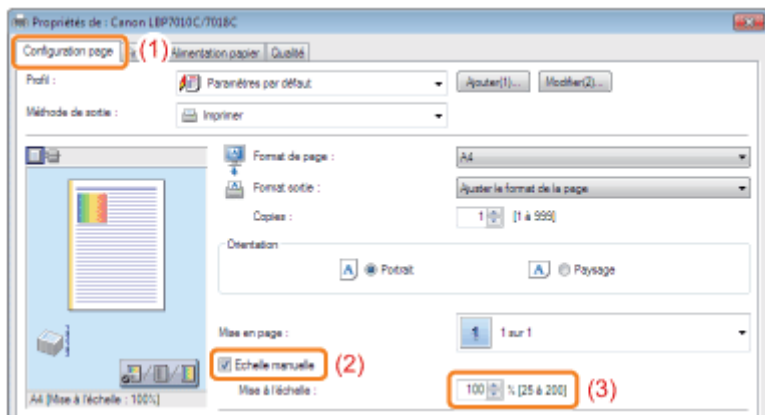 Propriétés de : Canon LBP7010C/7018C
Configuration page (1) Alimentation papier Qualité
Profil : Paramètres par défaut Ajouter(1)... Modifier(2)...
Méthode de sortie : Imprimer
Format de page : A4
Format sortie : Ajuster le format de la page
Copies : 1 [1 à 999]
Orientation
A Portrait A Paysage
Mise en page : 1 1 sur 1
Echelle manuelle (2)
Mise à l'échelle : 100 % [25 à 200] (3)
A4 [Mise à l'échelle : 100%]